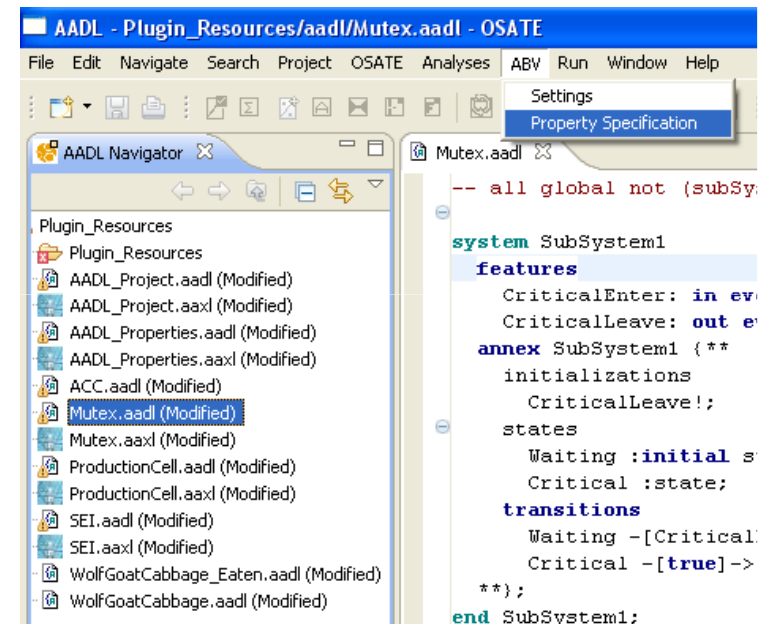 AADL - Plugin_Resources/aadl/Mutex.aadl - OSATE
File Edit Navigate Search Project OSATE Analyses ABV Run Window Help
Settings
Property Specification
AADL Navigator
Mutex.aadl
Plugin_Resources
Plugin_Resources
AADL_Project.aadl (Modified)
AADL_Project.aaxl (Modified)
AADL_Properties.aadl (Modified)
AADL_Properties.aaxl (Modified)
ACC.aadl (Modified)
Mutex.aadl (Modified)
Mutex.aaxl (Modified)
ProductionCell.aadl (Modified)
ProductionCell.aaxl (Modified)
SEI.aadl (Modified)
SEI.aaxl (Modified)
WolfGoatCabbage_Eaten.aadl (Modified)
WolfGoatCabbage.aadl (Modified)
-- all global not (subSy
system SubSystem1
features
CriticalEnter: in eve
CriticalLeave: out e
annex SubSystem1 {**
initializations
CriticalLeave!;
states
Waiting :initial s
Critical :state;
transitions
Waiting -[Critical
Critical -[true]->
**};
end SubSystem1;